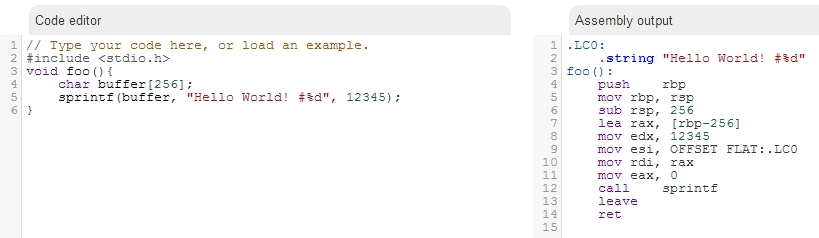 Code editor
1 // Type your code here, or load an example.
2 #include <stdio.h>
3 void foo(){
4     char buffer[256];
5     sprintf(buffer, "Hello World! #%d", 12345);
6 }
Assembly output
1 .LC0:
2     .string "Hello World! #%d"
3 foo():
4     push    rbp
5     mov rbp, rsp
6     sub rsp, 256
7     lea rax, [rbp-256]
8     mov edx, 12345
9     mov esi, OFFSET FLAT:.LC0
10     mov rdi, rax
11     mov eax, 0
12     call    sprintf
13     leave
14     ret
15